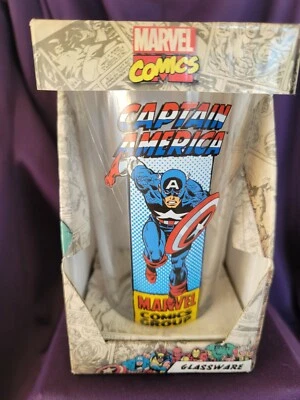 MARVEL
COMICS
CAPTAIN
AMERICA
A
MARVEL
COMICS
GROUP
GLASSWARE